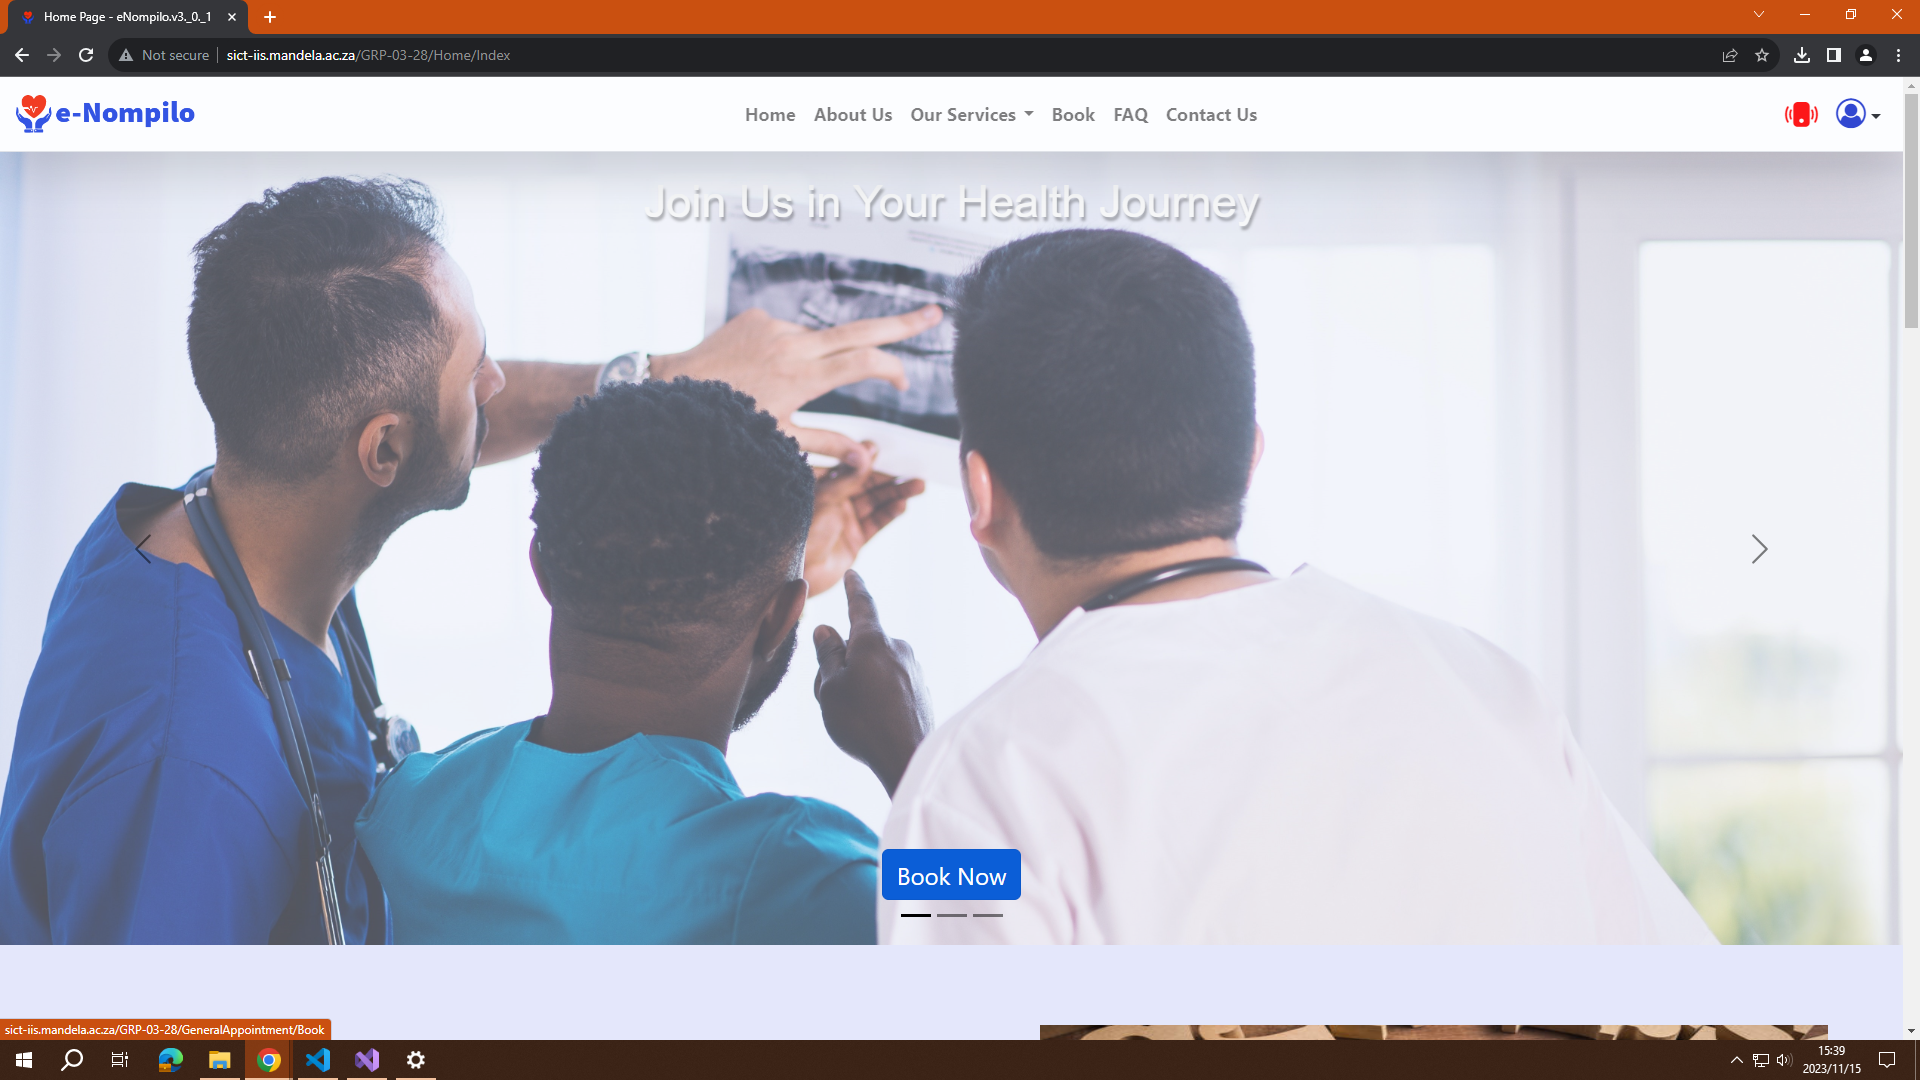 Home Page - eNompilo.v3._0._1
Not secure
sict-iis.mandela.ac.za/GRP-03-28/Home/Index
e-Nompilo
Home
About Us
Our Services
Book
FAQ
Contact Us
Join Us in Your Health Journey
Book Now
sict-iis.mandela.ac.za/GRP-03-28/GeneralAppointment/Book
15:39
2023/11/15